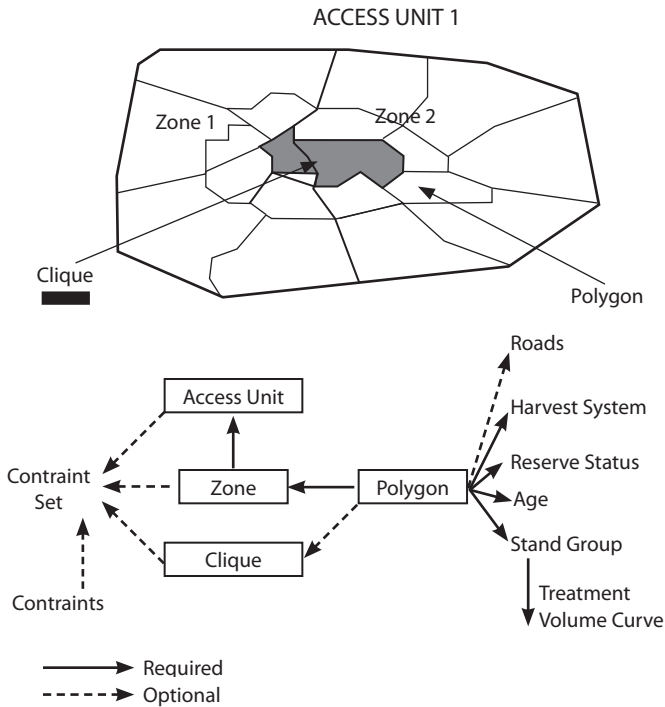 ACCESS UNIT 1
Zone 1
Zone 2
Clique
Polygon
Roads
Access Unit
Harvest System
Contraint
Set
Zone
Polygon
Reserve Status
Age
Clique
Stand Group
Contraints
Treatment
Volume Curve
Required
Optional